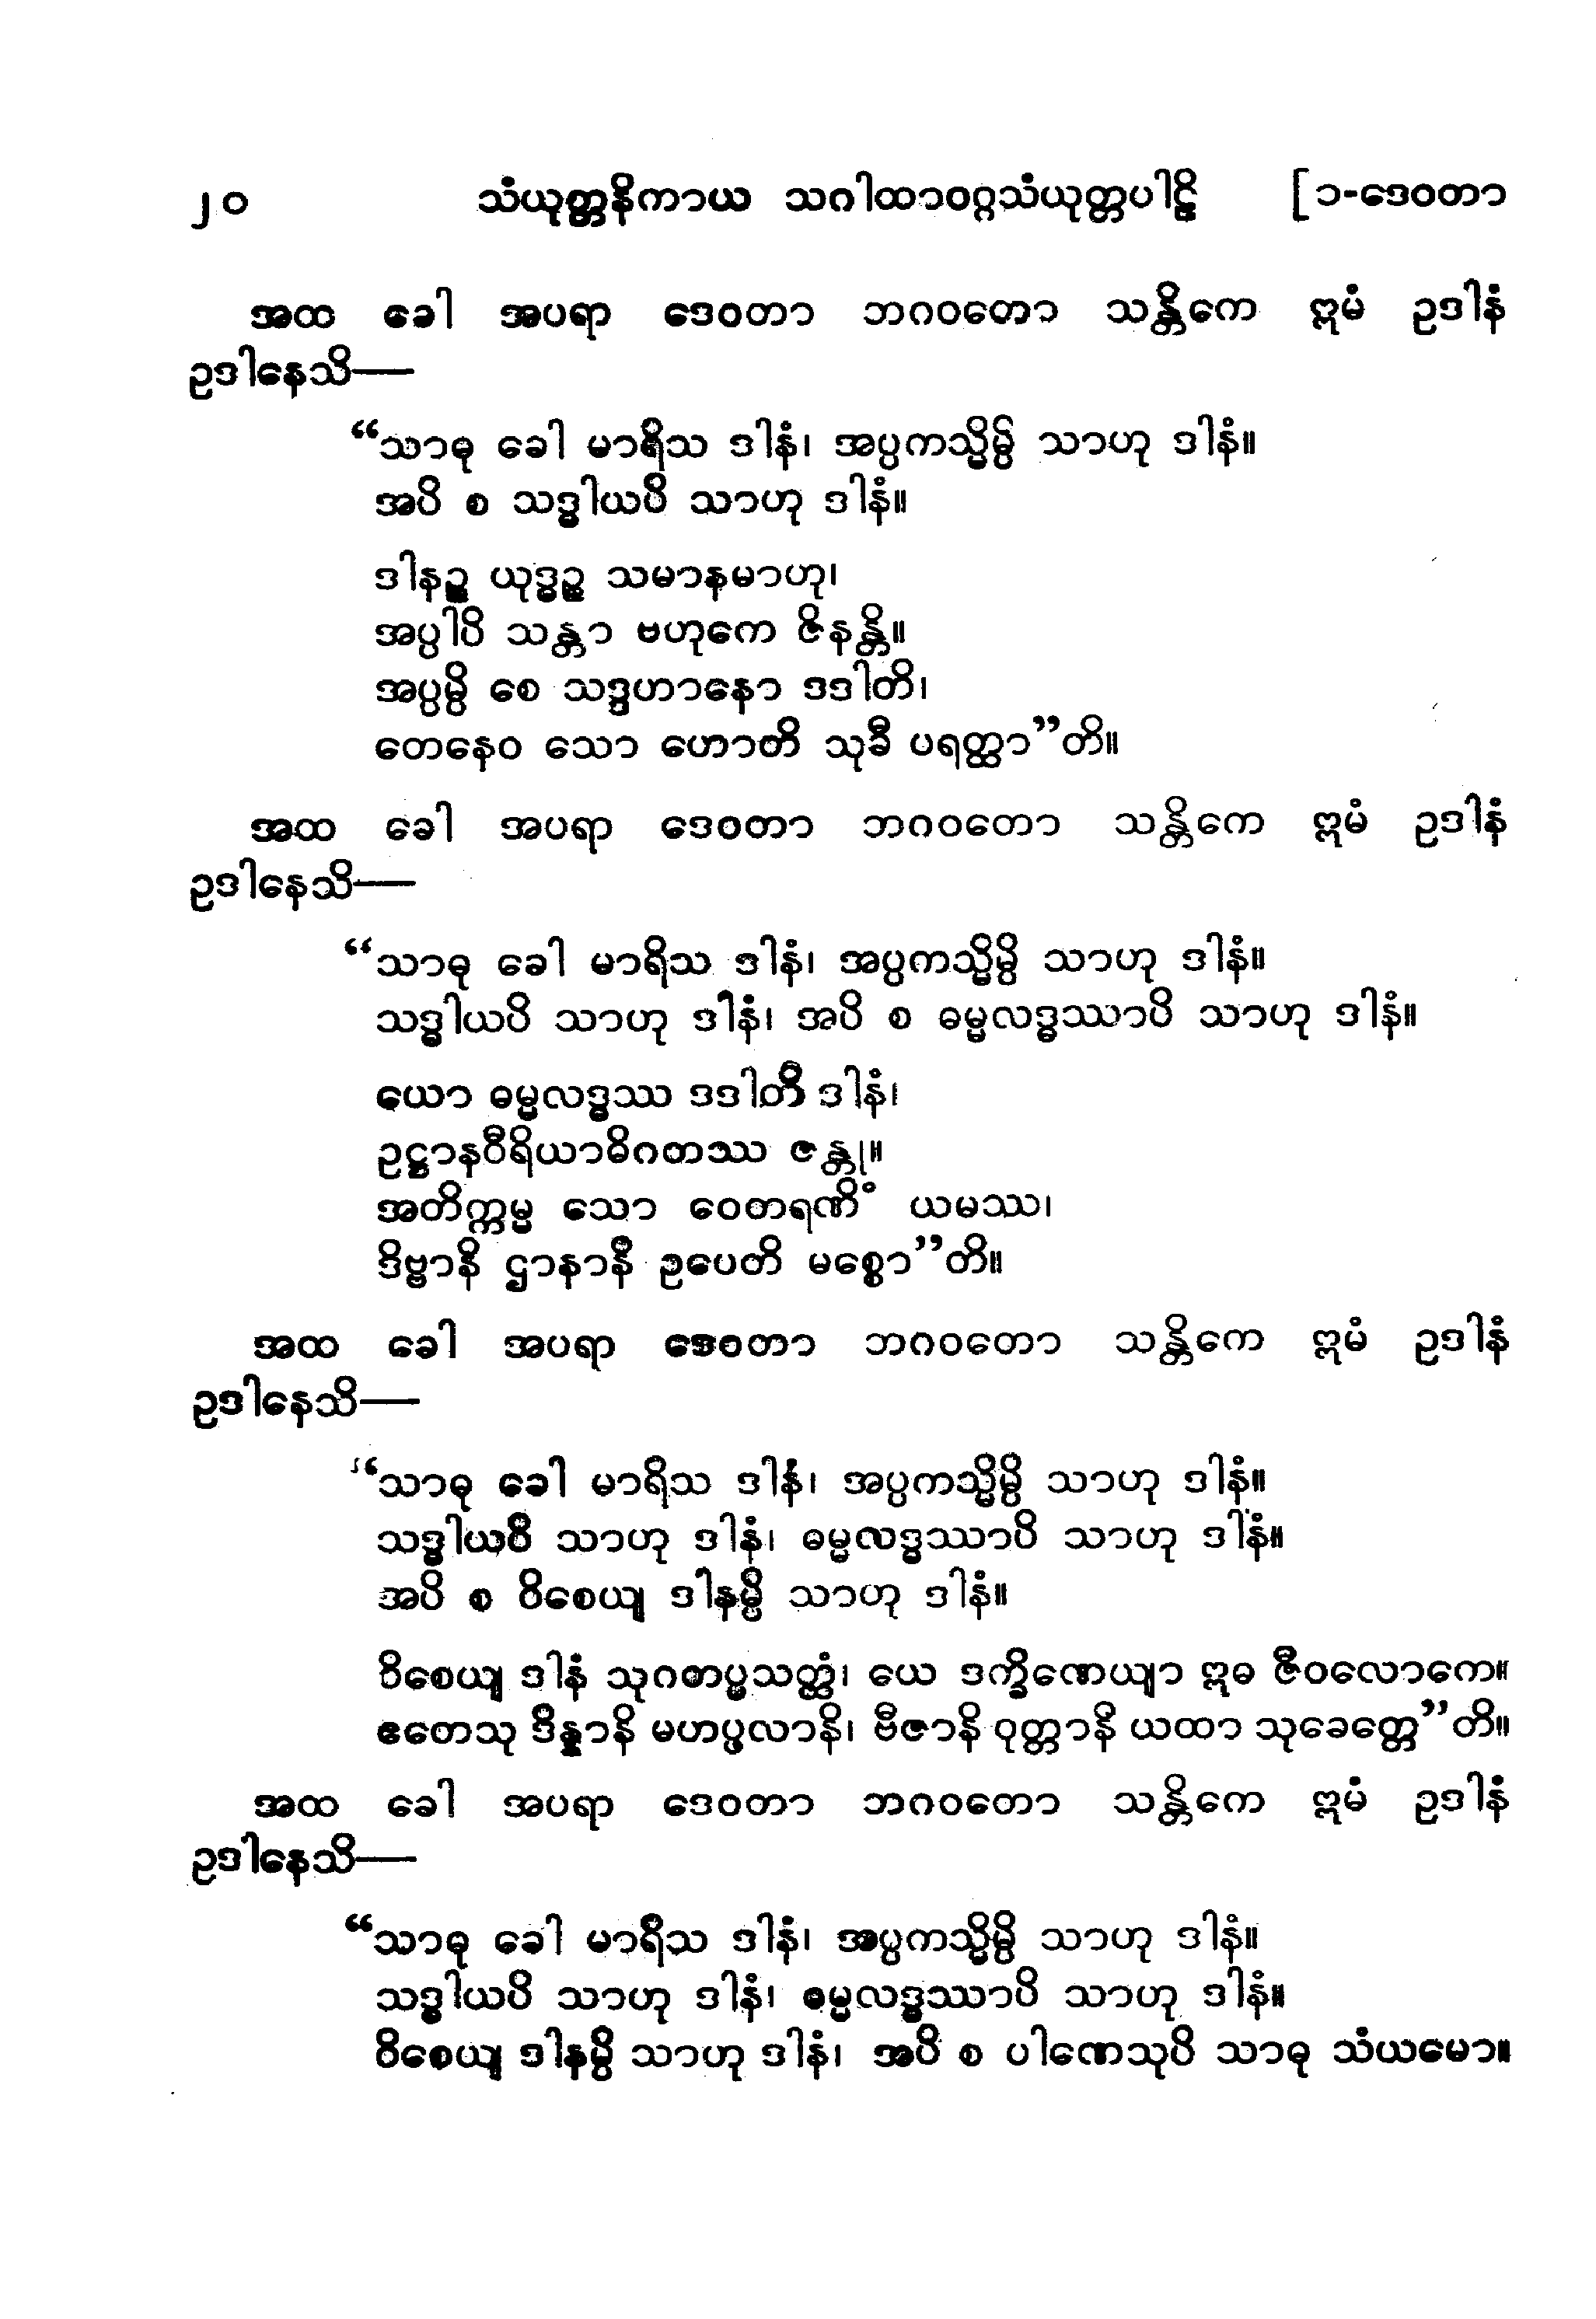 ၂၀ သံယုတ္တနိကာယ သဂါထာဝဂ္ဂသံယုတ္တပါဠိ [၁-ဒေဝတာ
အထ ခေါ အပရာ ဒေဝတာ ဘဂဝတော သန္တိကေ ဣမံ ဥဒါနံ
ဥဒါနေသိ—
“သာဓု ခေါ မာရိသ ဒါနံ၊ အပ္ပကသ္မိမ္ပိ သာဟု ဒါနံ။
အပိ စ သဒ္ဓါယပိ သာဟု ဒါနံ။
ဒါနဉ္စ ယုဒ္ဓဉ္စ သမာနမာဟု၊
အပ္ပါပိ သန္တာ ဗဟုကေ ဇိနန္တိ။
အပ္ပမ္ပိ စေ သဒ္ဒဟာနော ဒဒါတိ၊
တေနေဝ သော ဟောတိ သုခီ ပရတ္ထာ”တိ။
အထ ခေါ အပရာ ဒေဝတာ ဘဂဝတော သန္တိကေ ဣမံ ဥဒါနံ
ဥဒါနေသိ—
“သာဓု ခေါ မာရိသ ဒါနံ၊ အပ္ပကသ္မိမ္ပိ သာဟု ဒါနံ။
သဒ္ဓါယပိ သာဟု ဒါနံ၊ အပိ စ ဓမ္မလဒ္ဓဿာပိ သာဟု ဒါနံ။
ယော ဓမ္မလဒ္ဓဿ ဒဒါတိ ဒါနံ၊
ဥဋ္ဌာနဝီရိယာဓိဂတဿ ဇန္တု။
အတိက္ကမ္မ သော ဝေတရဏိံ ယမဿ၊
ဒိဗ္ဗာနိ ဌာနာနိ ဥပေတိ မစ္စော”တိ။
အထ ခေါ အပရာ ဒေဝတာ ဘဂဝတော သန္တိကေ ဣမံ ဥဒါနံ
ဥဒါနေသိ—
“သာဓု ခေါ မာရိသ ဒါနံ၊ အပ္ပကသ္မိမ္ပိ သာဟု ဒါနံ။
သဒ္ဓါယပိ သာဟု ဒါနံ၊ ဓမ္မလဒ္ဓဿာပိ သာဟု ဒါနံ။
အပိ စ ဝိစေယျ ဒါနမ္ပိ သာဟု ဒါနံ။
ဝိစေယျ ဒါနံ သုဂတပ္ပသတ္ထံ၊ ယေ ဒက္ခိဏေယျာ ဣဓ ဇီဝလောကေ။
ဧတေသု ဒိန္နာနိ မဟပ္ဖလာနိ၊ ဗီဇာနိ ဝုတ္တာနိ ယထာ သုခေတ္တေ”တိ။
အထ ခေါ အပရာ ဒေဝတာ ဘဂဝတော သန္တိကေ ဣမံ ဥဒါနံ
ဥဒါနေသိ—
“သာဓု ခေါ မာရိသ ဒါနံ၊ အပ္ပကသ္မိမ္ပိ သာဟု ဒါနံ။
သဒ္ဓါယပိ သာဟု ဒါနံ၊ ဓမ္မလဒ္ဓဿာပိ သာဟု ဒါနံ။
ဝိစေယျ ဒါနမ္ပိ သာဟု ဒါနံ၊ အပိ စ ပါဏေသုပိ သာဓု သံယမော။